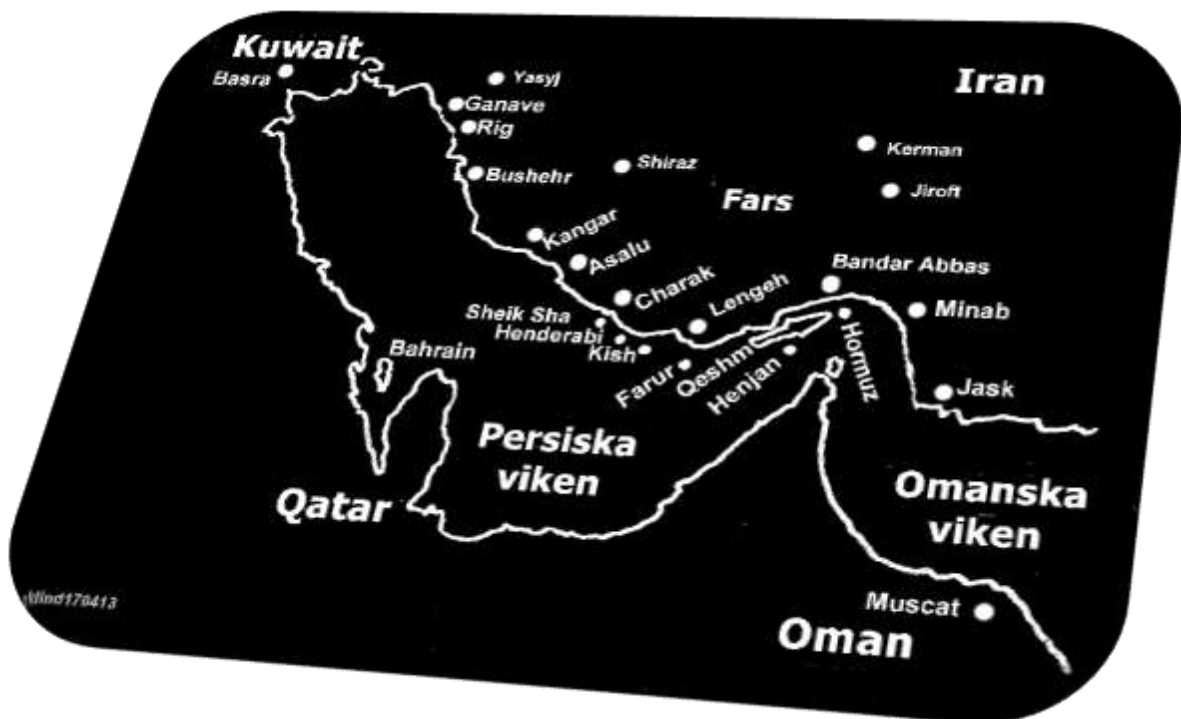 Kuwait
Iran
Basra
Yasyj
Ganave
Rig
Kerman
Bushehr
Shiraz
Jiroft
Fars
Kangar
Asalu
Bandar Abbas
Charak
Lengeh
Minab
Sheik Sha
Henderabi
Kish
Hormuz
Bahrain
Farur
Qeshm
Henjan
Jask
Persiska
viken
Qatar
Omanska
viken
Muscat
Oman